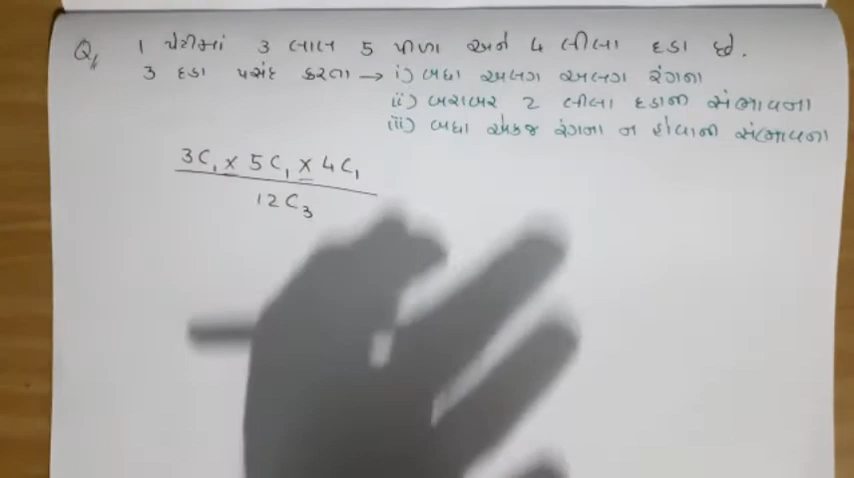 Q, 1 પેટીમાં 3 લાલ 5 પીળા અને 4 લીલા દડા છે.
3 દડા પસંદ કરતા → i) બધા અલગ અલગ રંગના
ii) બરાબર 2 લીલા દડાની સંભાવના
iii) બધા એકજ રંગના ન હોવાની સંભાવના
3C₁ x 5C₁ x 4C₁
12C₃